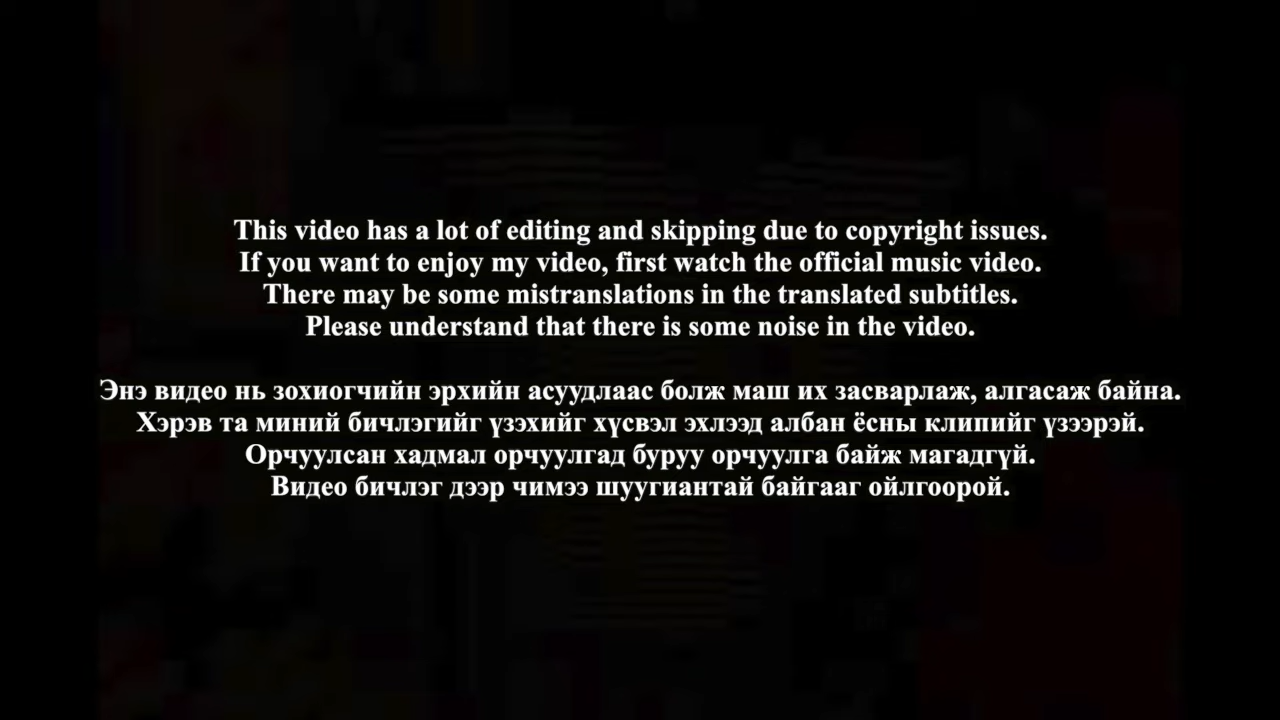 This video has a lot of editing and skipping due to copyright issues.
If you want to enjoy my video, first watch the official music video.
There may be some mistranslations in the translated subtitles.
Please understand that there is some noise in the video.
Энэ видео нь зохиогчийн эрхийн асуудлаас болж маш их засварлаж, алгасаж байна.
Хэрэв та миний бичлэгийг үзэхийг хүсвэл эхлээд албан ёсны клипийг үзээрэй.
Орчуулсан хадмал орчуулгад буруу орчуулга байж магадгүй.
Видео бичлэг дээр чимээ шуугиантай байгааг ойлгоорой.